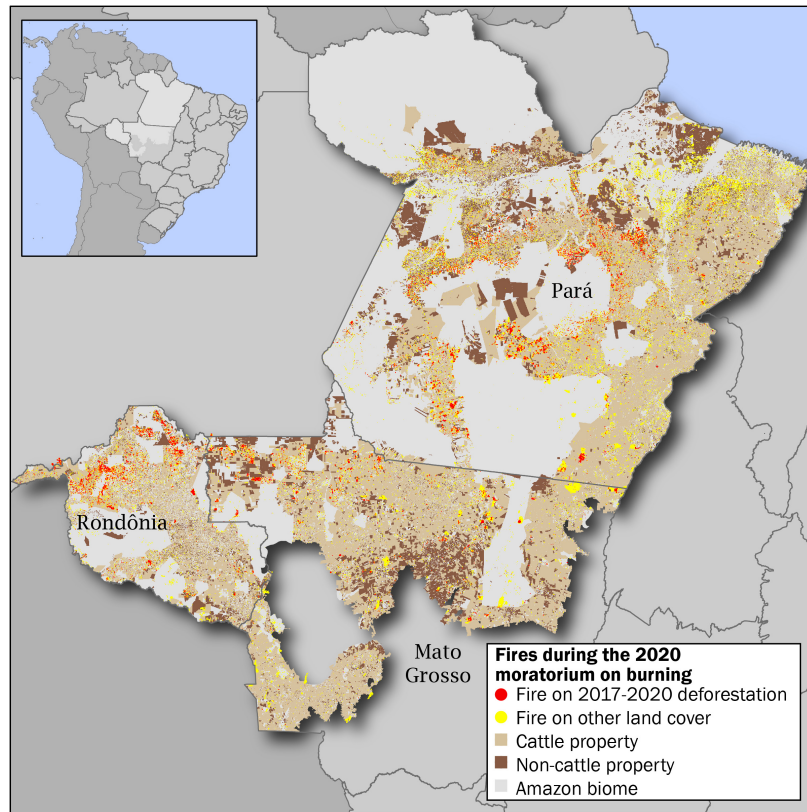 Pará
Rondônia
Mato
Grosso
Fires during the 2020
moratorium on burning
Fire on 2017-2020 deforestation
Fire on other land cover
Cattle property
Non-cattle property
Amazon biome